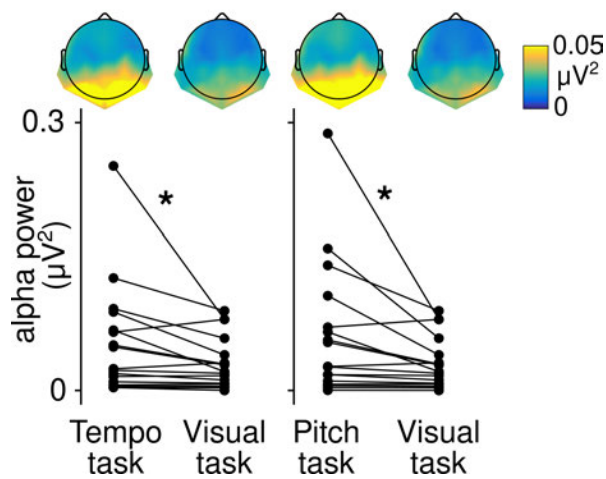 0.05
μV²
0
0.3
alpha power
(μV²)
*
*
0
Tempo task
Visual task
Pitch task
Visual task